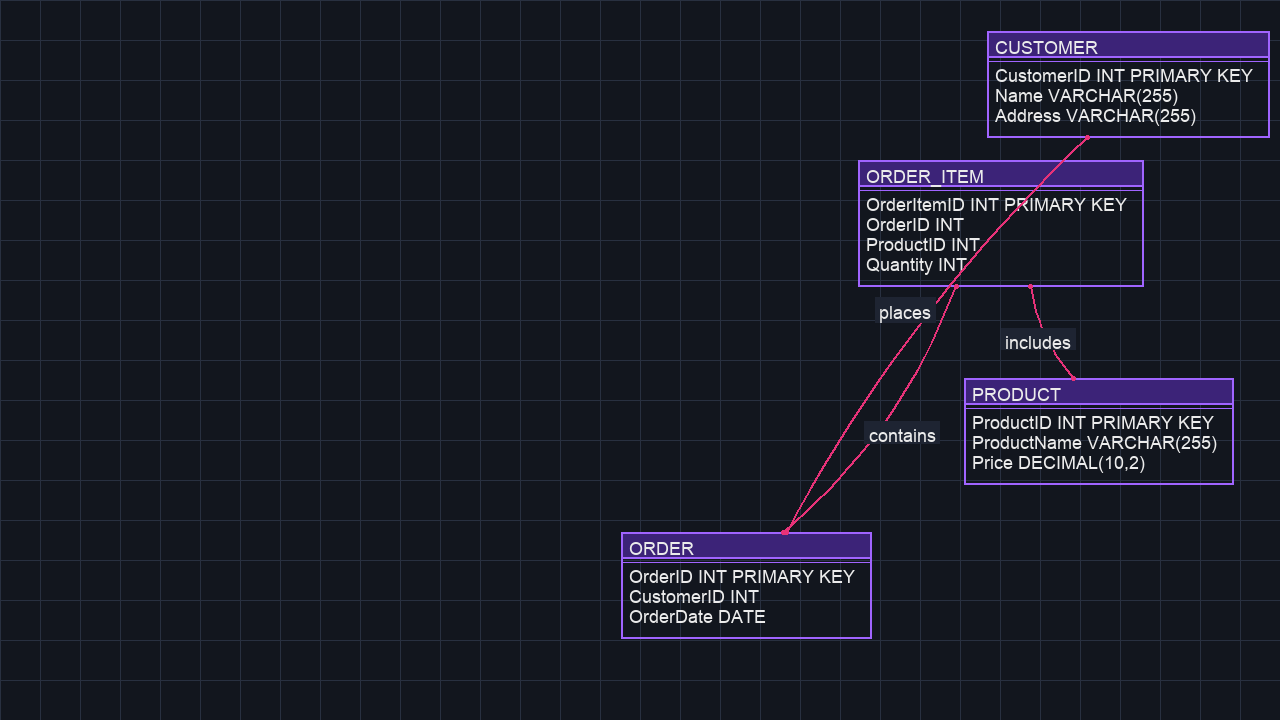 CUSTOMER
CustomerID INT PRIMARY KEY
Name VARCHAR(255)
Address VARCHAR(255)
ORDER_ITEM
OrderItemID INT PRIMARY KEY
OrderID INT
ProductID INT
Quantity INT
places
includes
PRODUCT
ProductID INT PRIMARY KEY
ProductName VARCHAR(255)
Price DECIMAL(10,2)
contains
ORDER
OrderID INT PRIMARY KEY
CustomerID INT
OrderDate DATE